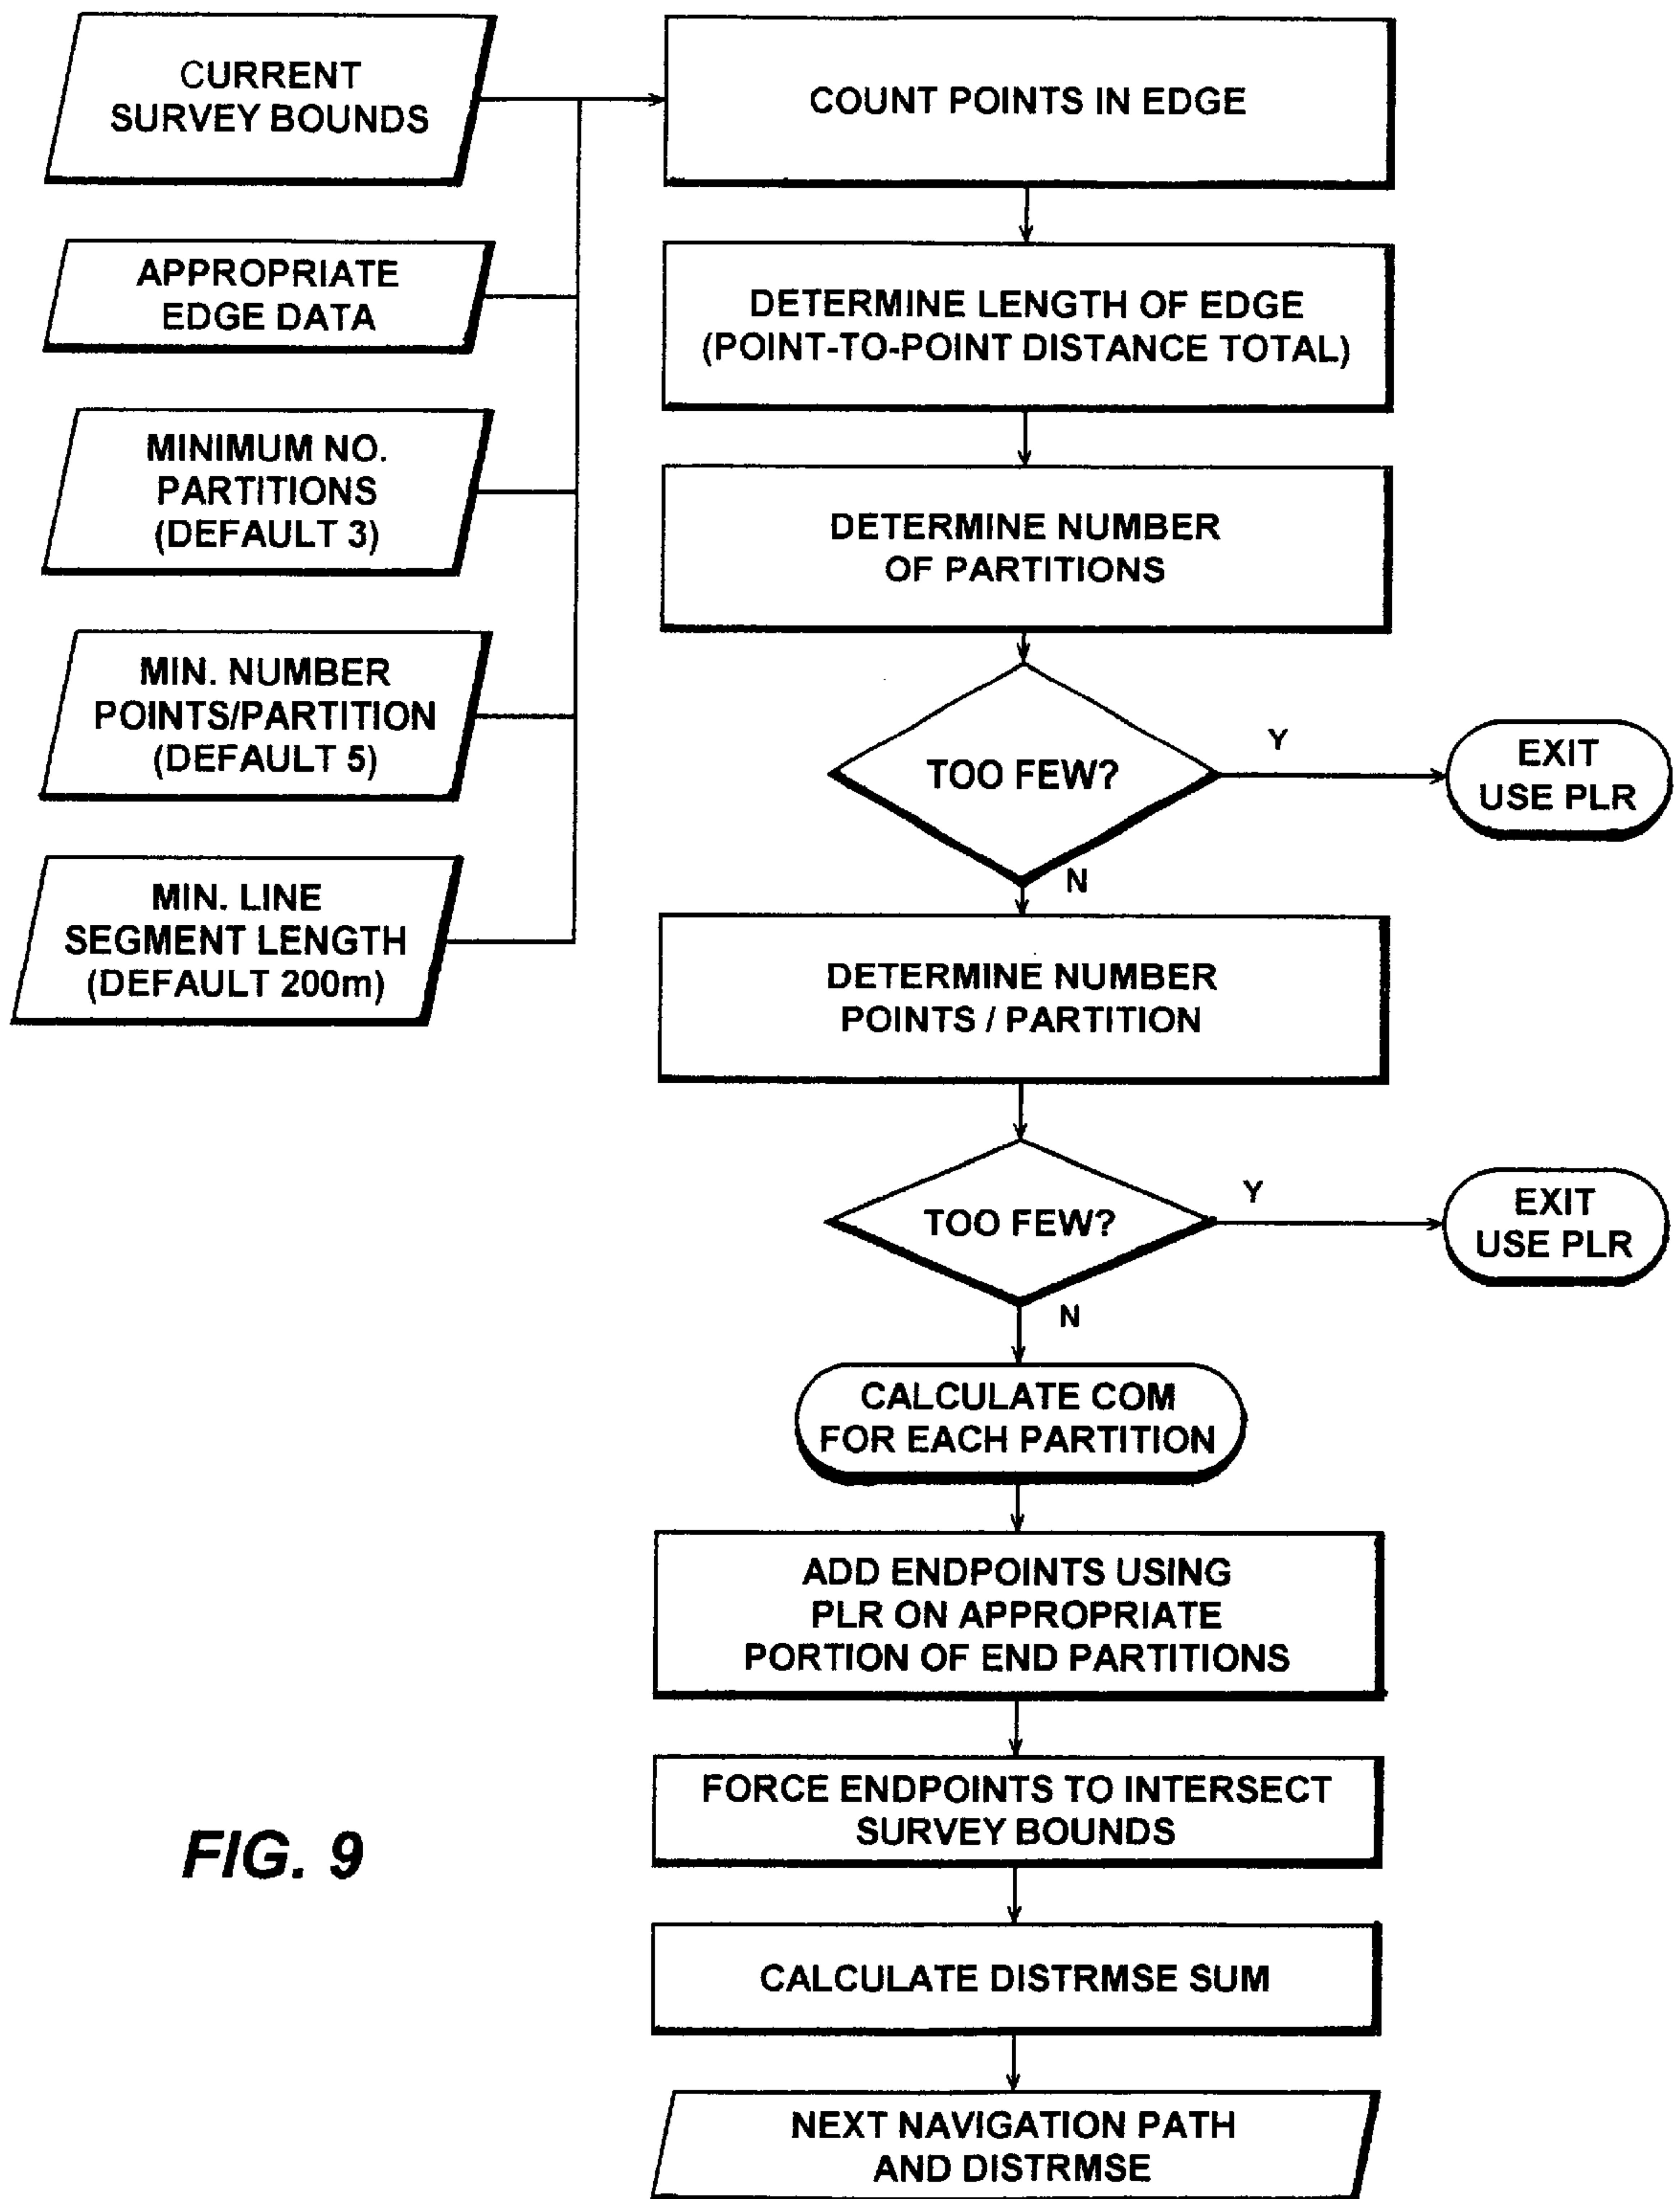 CURRENT
SURVEY BOUNDS
COUNT POINTS IN EDGE
APPROPRIATE
EDGE DATA
DETERMINE LENGTH OF EDGE
(POINT-TO-POINT DISTANCE TOTAL)
MINIMUM NO.
PARTITIONS
(DEFAULT 3)
DETERMINE NUMBER
OF PARTITIONS
MIN. NUMBER
POINTS/PARTITION
(DEFAULT 5)
TOO FEW?
Y
EXIT
USE PLR
N
MIN. LINE
SEGMENT LENGTH
(DEFAULT 200m)
DETERMINE NUMBER
POINTS / PARTITION
TOO FEW?
Y
EXIT
USE PLR
N
CALCULATE COM
FOR EACH PARTITION
ADD ENDPOINTS USING
PLR ON APPROPRIATE
PORTION OF END PARTITIONS
FORCE ENDPOINTS TO INTERSECT
SURVEY BOUNDS
FIG. 9
CALCULATE DISTRMSE SUM
NEXT NAVIGATION PATH
AND DISTRMSE